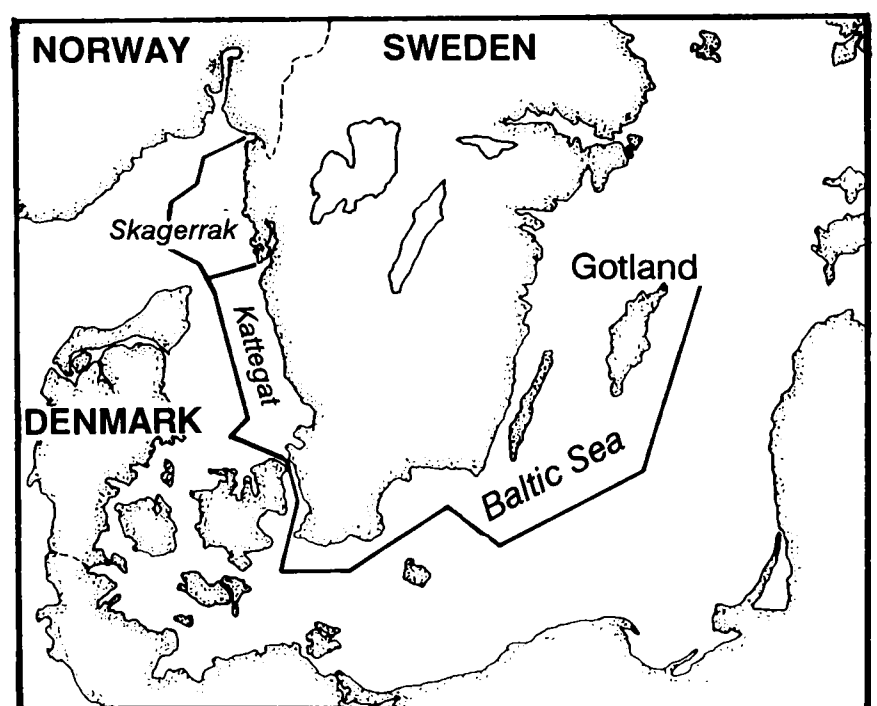 NORWAY
SWEDEN
Skagerrak
Gotland
Kattegat
DENMARK
Baltic Sea